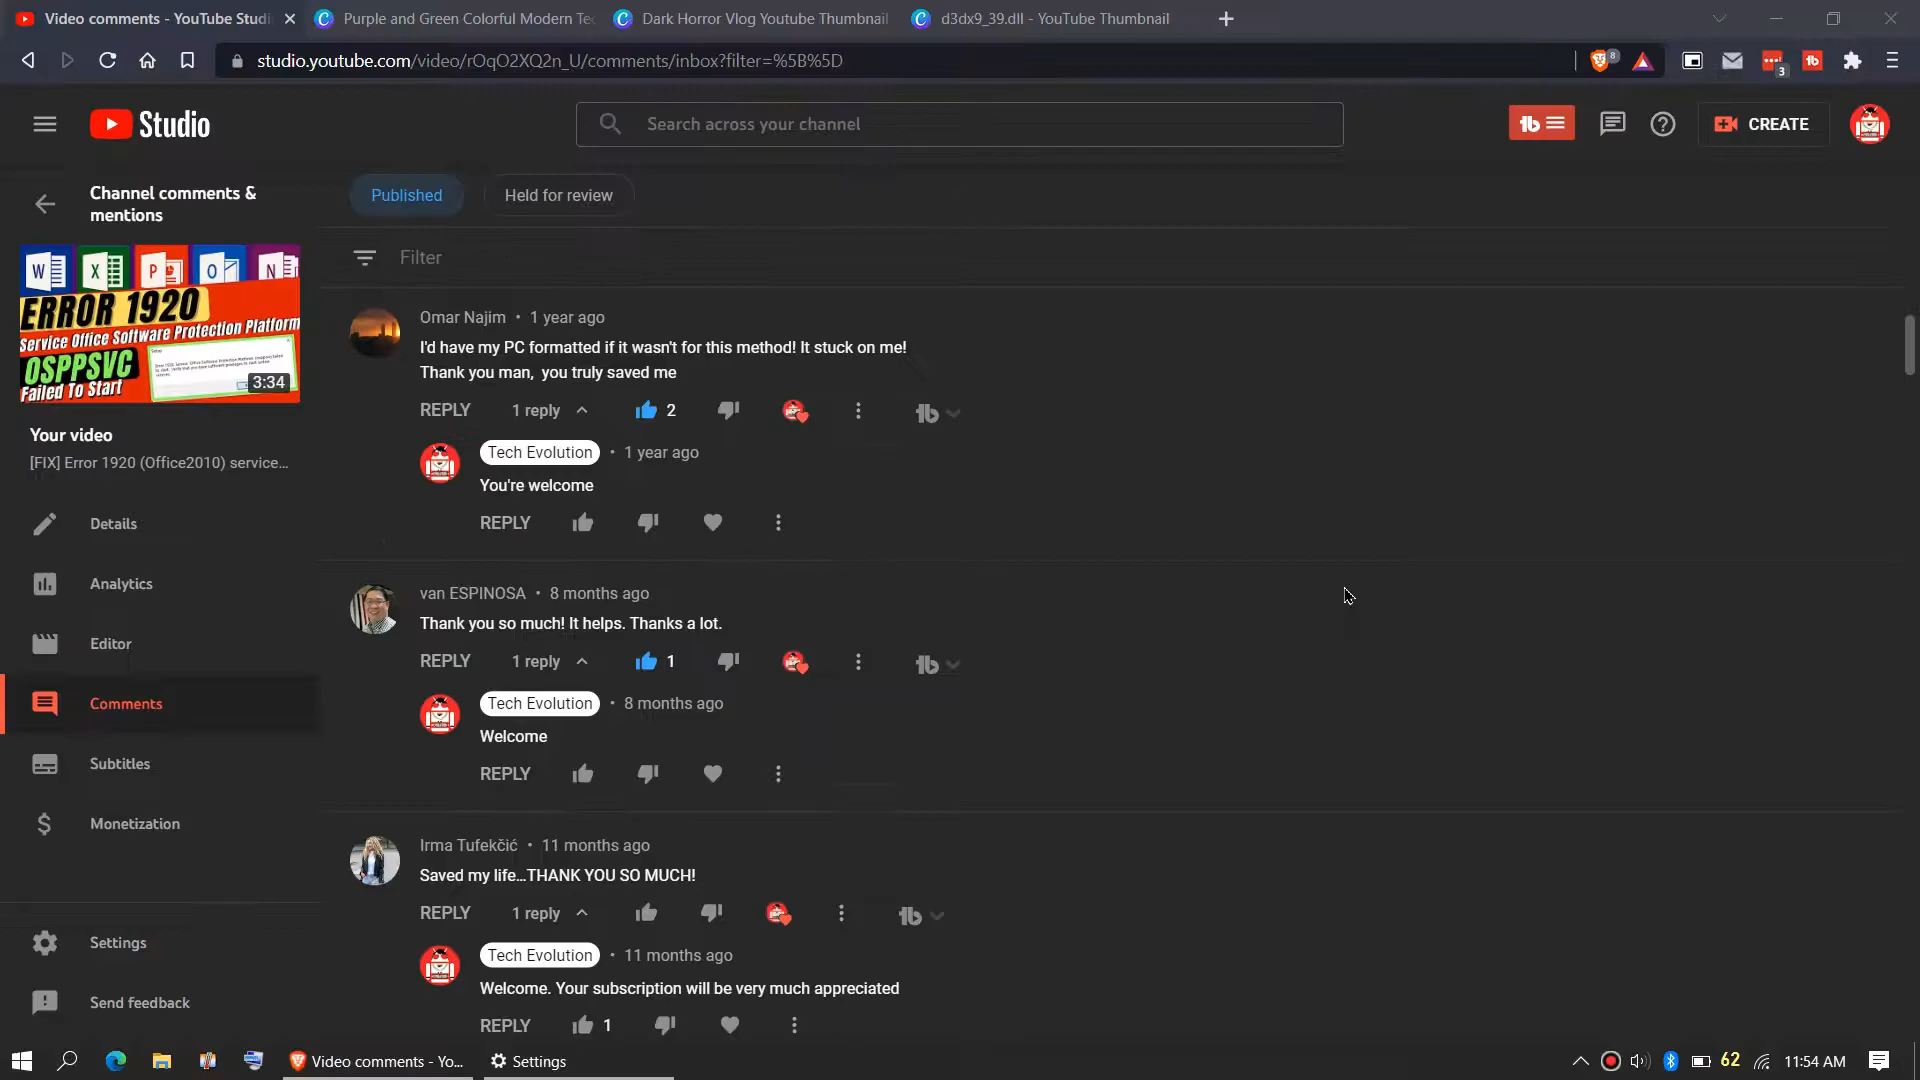 Video comments - YouTube Studi
Purple and Green Colorful Modern Te
Dark Horror Vlog Youtube Thumbnail
d3dx9_39.dll - YouTube Thumbnail
studio.youtube.com/video/rOqO2XQ2n_U/comments/inbox?filter=%5B%5D
8
3
Studio
Search across your channel
CREATE
Channel comments &
mentions
Published
Held for review
Filter
ERROR 1920
Service Office Software Protection Platform
OSPPSVC
Failed To Start
3:34
Your video
[FIX] Error 1920 (Office2010) service...
Details
Analytics
Editor
Comments
Subtitles
Monetization
Settings
Send feedback
Omar Najim • 1 year ago
I'd have my PC formatted if it wasn't for this method! It stuck on me!
Thank you man, you truly saved me
REPLY 1 reply 2
Tech Evolution • 1 year ago
You're welcome
REPLY
van ESPINOSA • 8 months ago
Thank you so much! It helps. Thanks a lot.
REPLY 1 reply 1
Tech Evolution • 8 months ago
Welcome
REPLY
Irma Tufekčić • 11 months ago
Saved my life...THANK YOU SO MUCH!
REPLY 1 reply
Tech Evolution • 11 months ago
Welcome. Your subscription will be very much appreciated
REPLY 1
Video comments - Yo...
Settings
62
11:54 AM